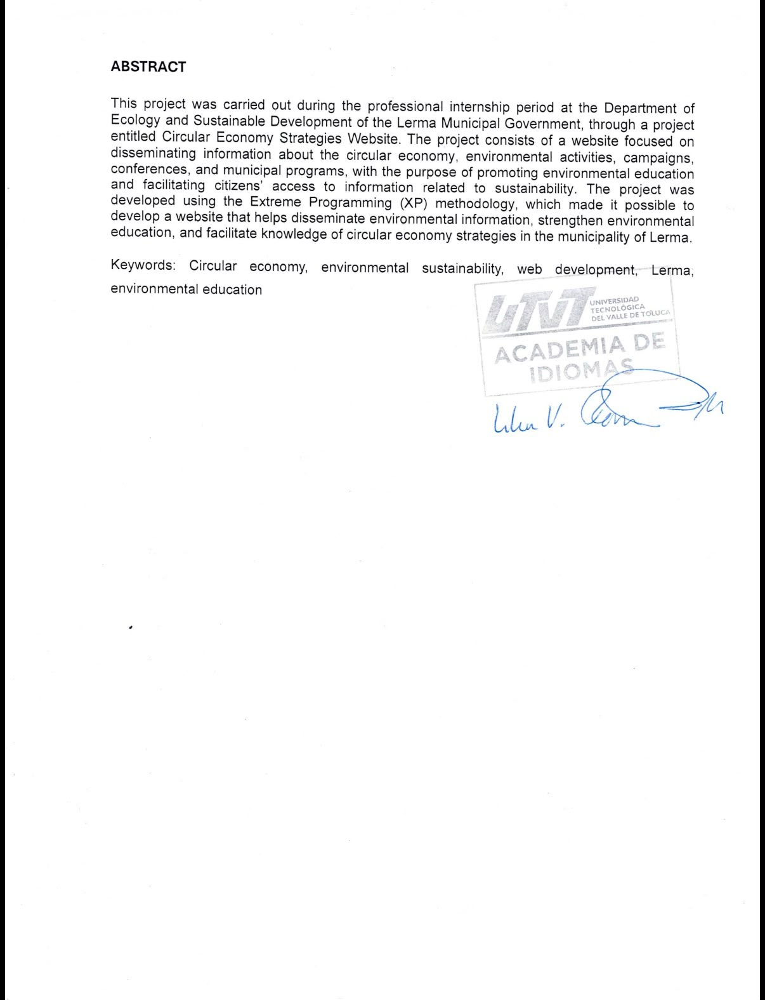 ABSTRACT
This project was carried out during the professional internship period at the Department of
Ecology and Sustainable Development of the Lerma Municipal Government, through a project
entitled Circular Economy Strategies Website. The project consists of a website focused on
disseminating information about the circular economy, environmental activities, campaigns,
conferences, and municipal programs, with the purpose of promoting environmental education
and facilitating citizens' access to information related to sustainability. The project was
developed using the Extreme Programming (XP) methodology, which made it possible to
develop a website that helps disseminate environmental information, strengthen environmental
education, and facilitate knowledge of circular economy strategies in the municipality of Lerma.
Keywords: Circular economy, environmental sustainability, web development, Lerma,
environmental education
UTVT
UNIVERSIDAD
TECNOLÓGICA
DEL VALLE DE TOLUCA
ACADEMIA DE
IDIOMAS
V.